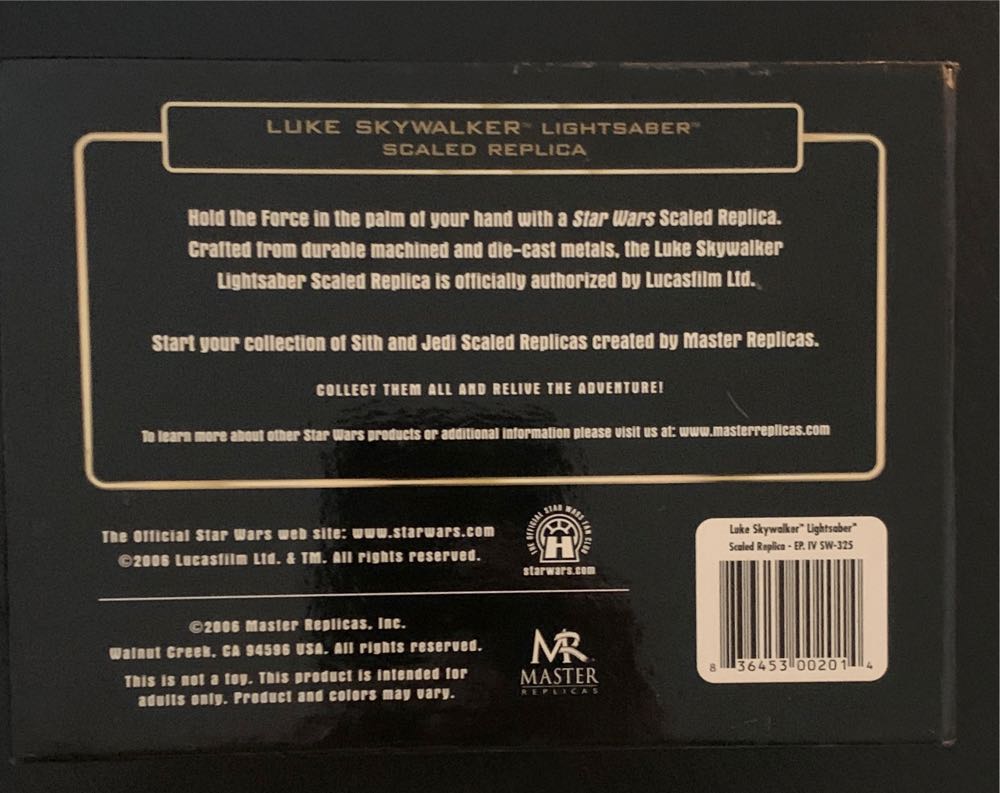 LUKE SKYWALKER™ LIGHTSABER™
SCALED REPLICA
Hold the Force in the palm of your hand with a Star Wars Scaled Replica.
Crafted from durable machined and die-cast metals, the Luke Skywalker
Lightsaber Scaled Replica is officially authorized by Lucasfilm Ltd.
Start your collection of Sith and Jedi Scaled Replicas created by Master Replicas.
COLLECT THEM ALL AND RELIVE THE ADVENTURE!
To learn more about other Star Wars products or additional information please visit us at: www.masterreplicas.com
The Official Star Wars web site: www.starwars.com
©2006 Lucasfilm Ltd. & TM. All rights reserved.
THE OFFICIAL STAR WARS FAN CLUB
starwars.com
©2006 Master Replicas, Inc.
Walnut Creek, CA 94596 USA. All rights reserved.
This is not a toy. This product is intended for
adults only. Product and colors may vary.
MR
MASTER
REPLICAS
Luke Skywalker™ Lightsaber™
Scaled Replica - EP. IV SW-325
8 36453 00201 4